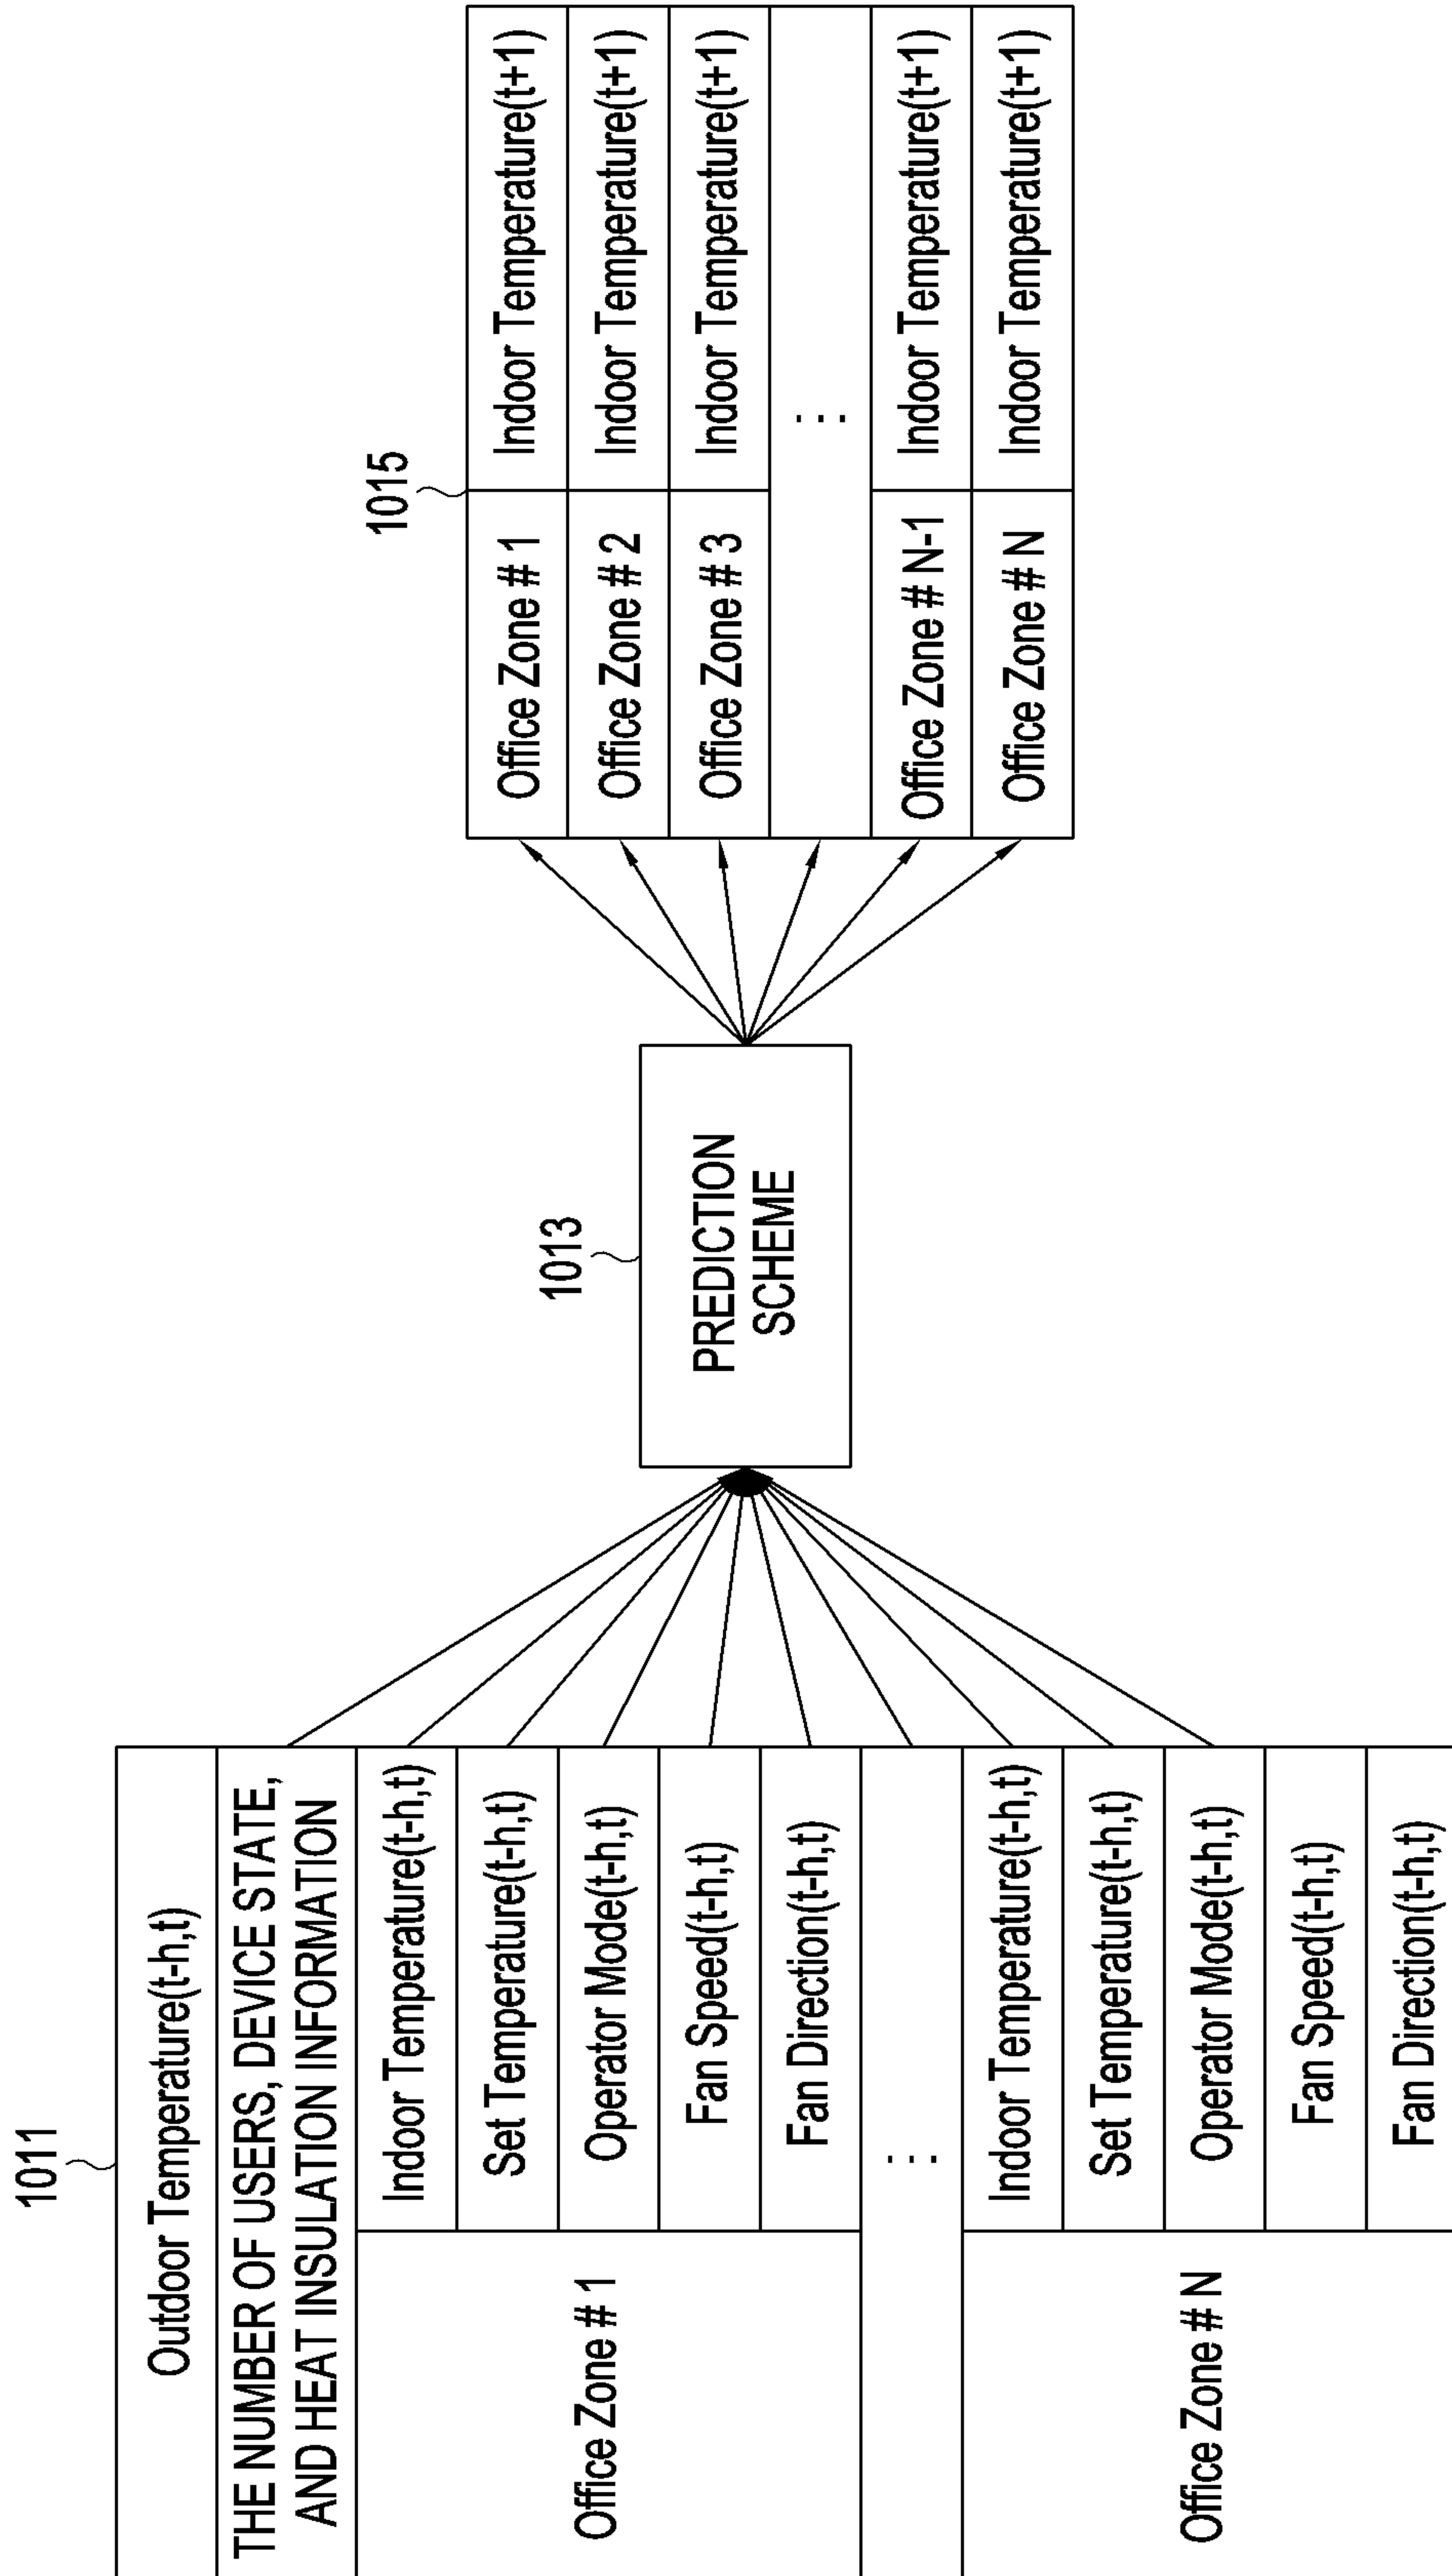 1011
Outdoor Temperature(t-h,t)
THE NUMBER OF USERS, DEVICE STATE,
AND HEAT INSULATION INFORMATION
Office Zone # 1
Indoor Temperature(t-h,t)
Set Temperature(t-h,t)
Operator Mode(t-h,t)
Fan Speed(t-h,t)
Fan Direction(t-h,t)
...
Office Zone # N
Indoor Temperature(t-h,t)
Set Temperature(t-h,t)
Operator Mode(t-h,t)
Fan Speed(t-h,t)
Fan Direction(t-h,t)
1013
PREDICTION
SCHEME
1015
Office Zone # 1 Indoor Temperature(t+1)
Office Zone # 2 Indoor Temperature(t+1)
Office Zone # 3 Indoor Temperature(t+1)
...
Office Zone # N-1 Indoor Temperature(t+1)
Office Zone # N Indoor Temperature(t+1)